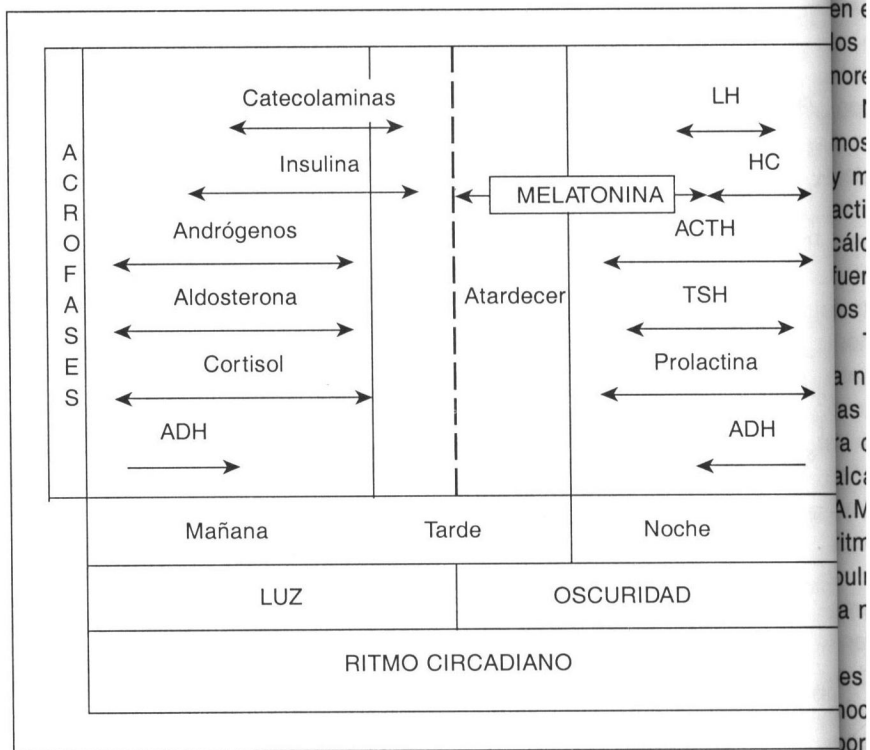 ACROFASES
Catecolaminas
LH
Insulina
HC
MELATONINA
Andrógenos
ACTH
Aldosterona
Atardecer
TSH
Cortisol
Prolactina
ADH
ADH
Mañana
Tarde
Noche
LUZ
OSCURIDAD
RITMO CIRCADIANO